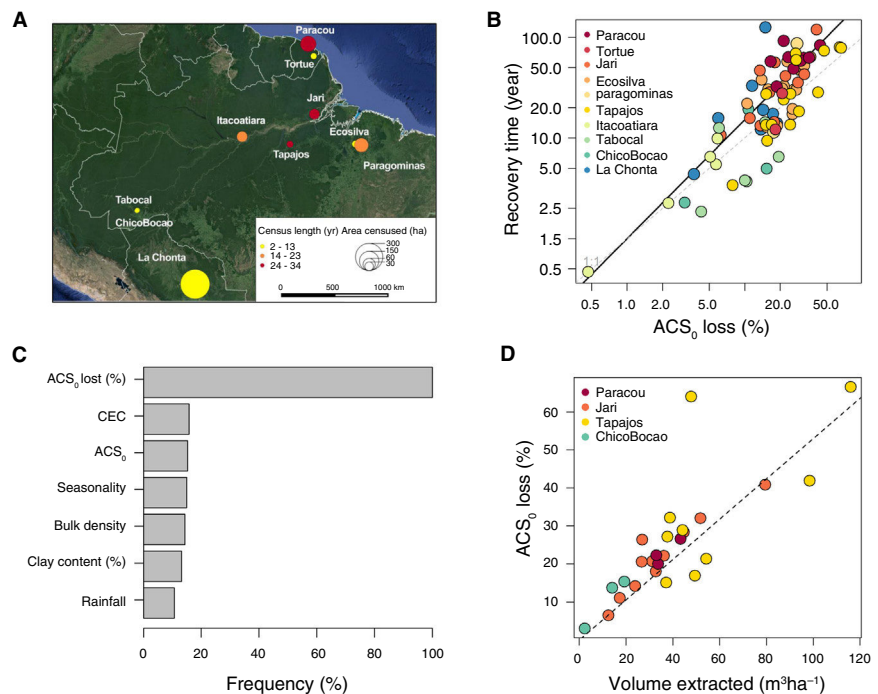 A
Paracou
Tortue
Jari
Itacoatiara
Ecosilva
Tapajos
Paragominas
Tabocal
ChicoBocao
La Chonta
Census length (yr) Area censused (ha)
2 - 13
14 - 23
24 - 34
300
150
60
30
0 500 1000 km
B
Recovery time (year)
100.0
50.0
20.0
10.0
5.0
2.5
1.5
0.5
Paracou
Tortue
Jari
Ecosilva
paragominas
Tapajos
Itacoatiara
Tabocal
ChicoBocao
La Chonta
0.5 1.0 2.0 5.0 20.0 50.0
ACS₀ loss (%)
C
ACS₀ lost (%)
CEC
ACS₀
Seasonality
Bulk density
Clay content (%)
Rainfall
0 20 40 60 80 100
Frequency (%)
D
ACS₀ loss (%)
60
50
40
30
20
10
Paracou
Jari
Tapajos
ChicoBocao
0 20 40 60 80 100 120
Volume extracted (m³ha⁻¹)